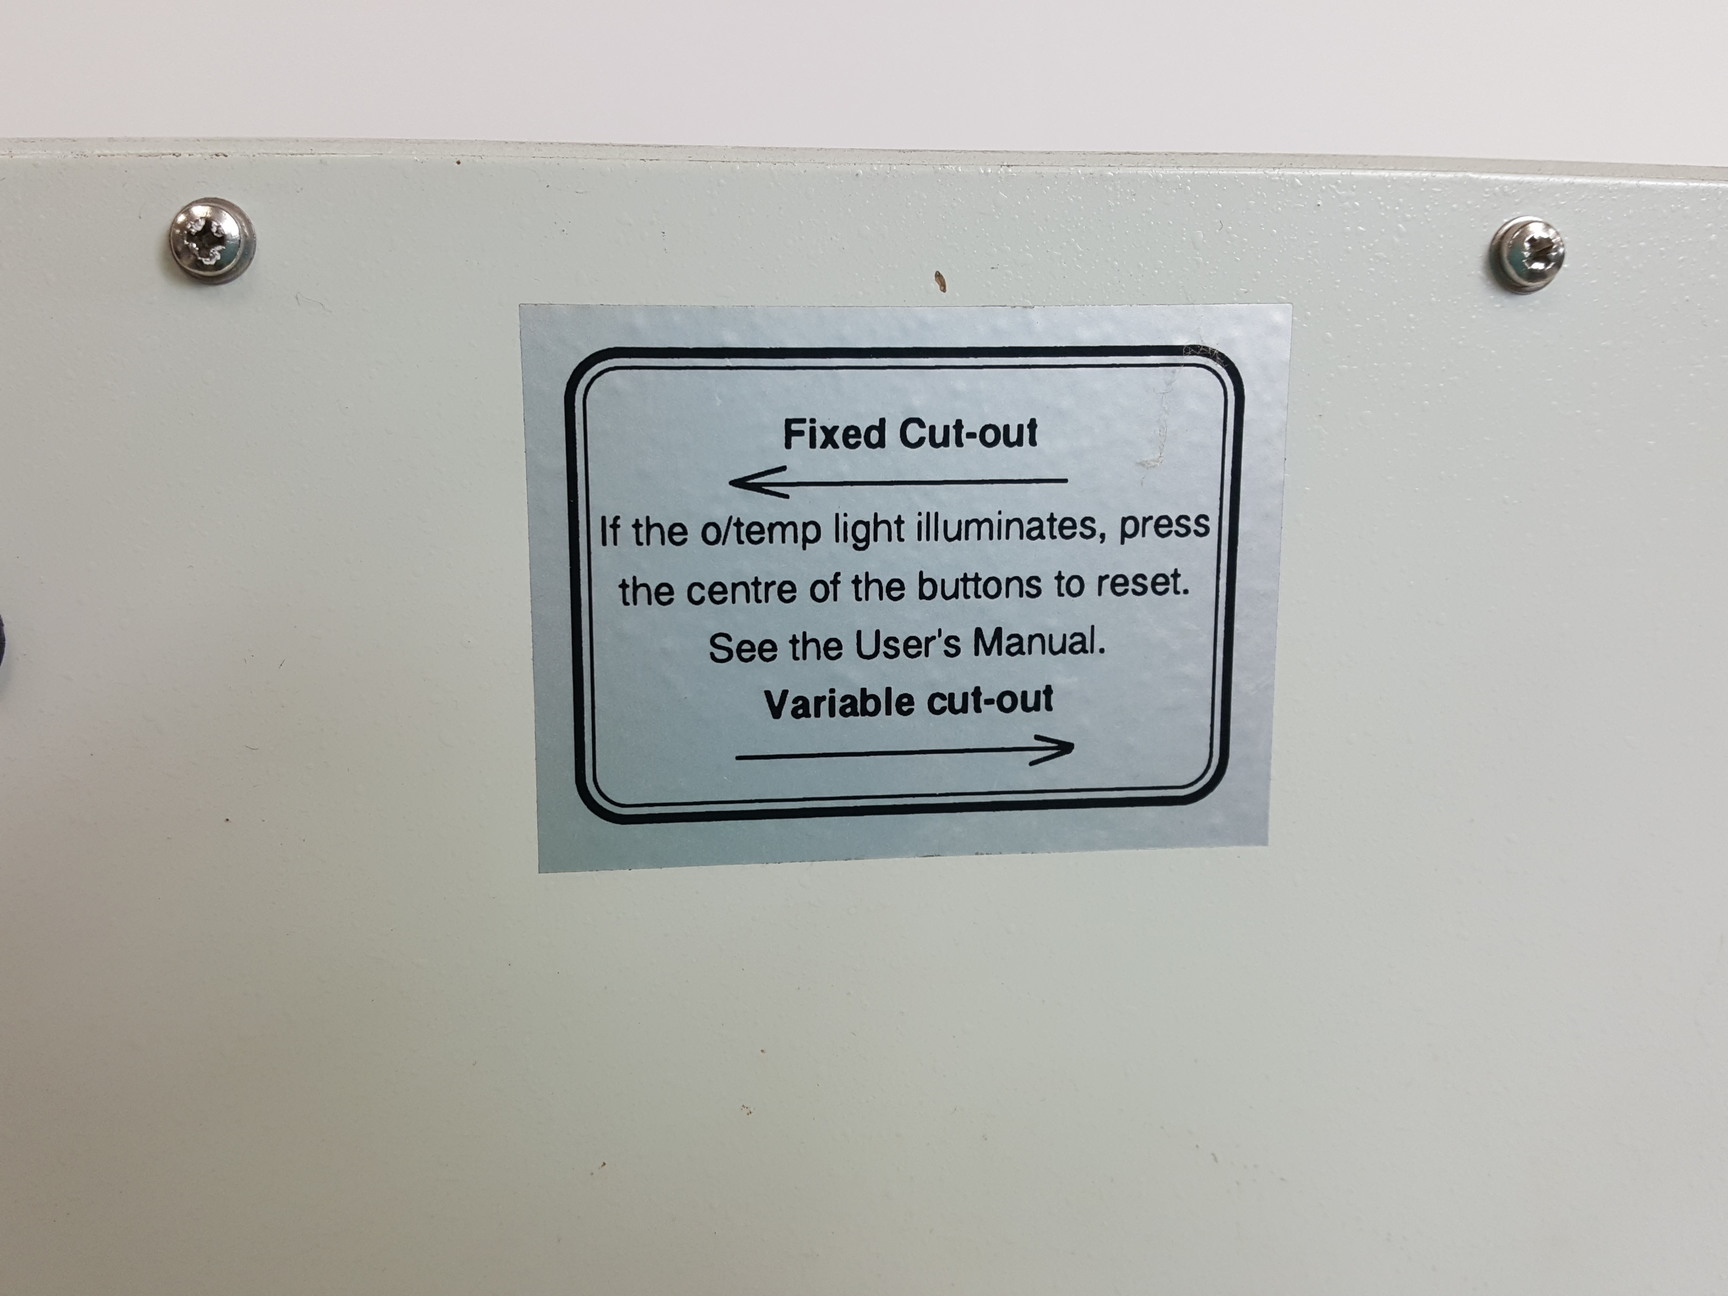 Fixed Cut-out
If the o/temp light illuminates, press
the centre of the buttons to reset.
See the User's Manual.
Variable cut-out